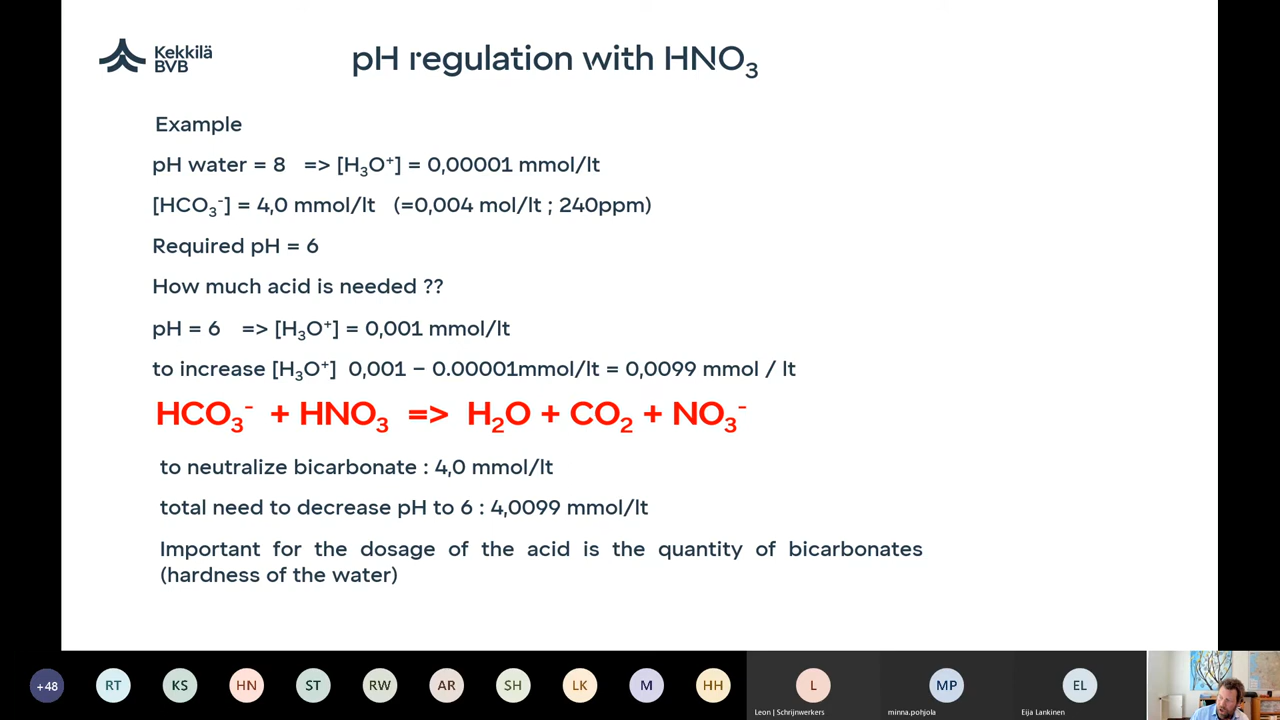 Kekkilä
BVB
pH regulation with HNO₃
Example
pH water = 8 => [H₃O⁺] = 0,00001 mmol/lt
[HCO₃⁻] = 4,0 mmol/lt (=0,004 mol/lt ; 240ppm)
Required pH = 6
How much acid is needed ??
pH = 6 => [H₃O⁺] = 0,001 mmol/lt
to increase [H₃O⁺] 0,001 – 0.00001mmol/lt = 0,0099 mmol / lt
HCO₃⁻ + HNO₃ => H₂O + CO₂ + NO₃⁻
to neutralize bicarbonate : 4,0 mmol/lt
total need to decrease pH to 6 : 4,0099 mmol/lt
Important for the dosage of the acid is the quantity of bicarbonates
(hardness of the water)
+48 RT KS HN ST RW AR SH LK M HH L MP EL
Leon | Schrijnwerkers minna.pohjola Eija Lankinen